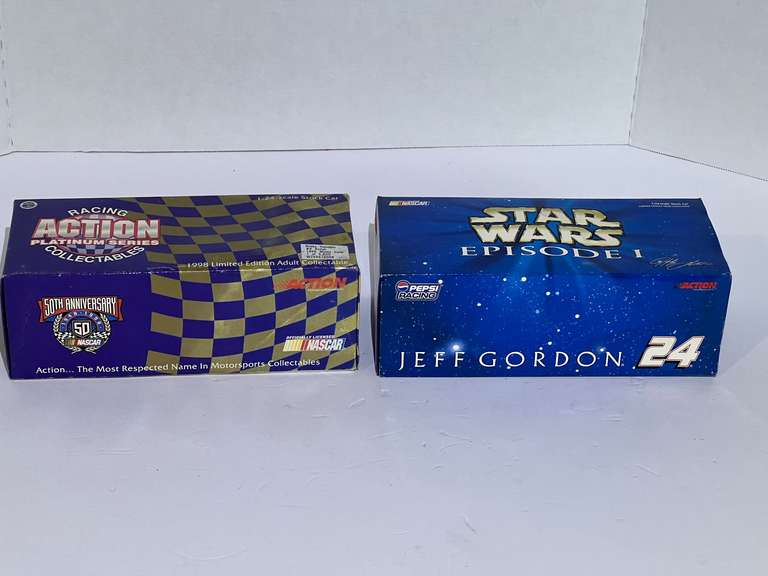 RACING
ACTION
PLATINUM SERIES
COLLECTABLES
1:24 Scale Stock Car
1998 Limited Edition Adult Collectable
ACTION
50TH ANNIVERSARY
50
NASCAR
OFFICIALLY LICENSED
NASCAR
Action... The Most Respected Name In Motorsports Collectables
NASCAR
STAR
WARS
EPISODE I
PEPSI
RACING
ACTION
JEFF GORDON 24